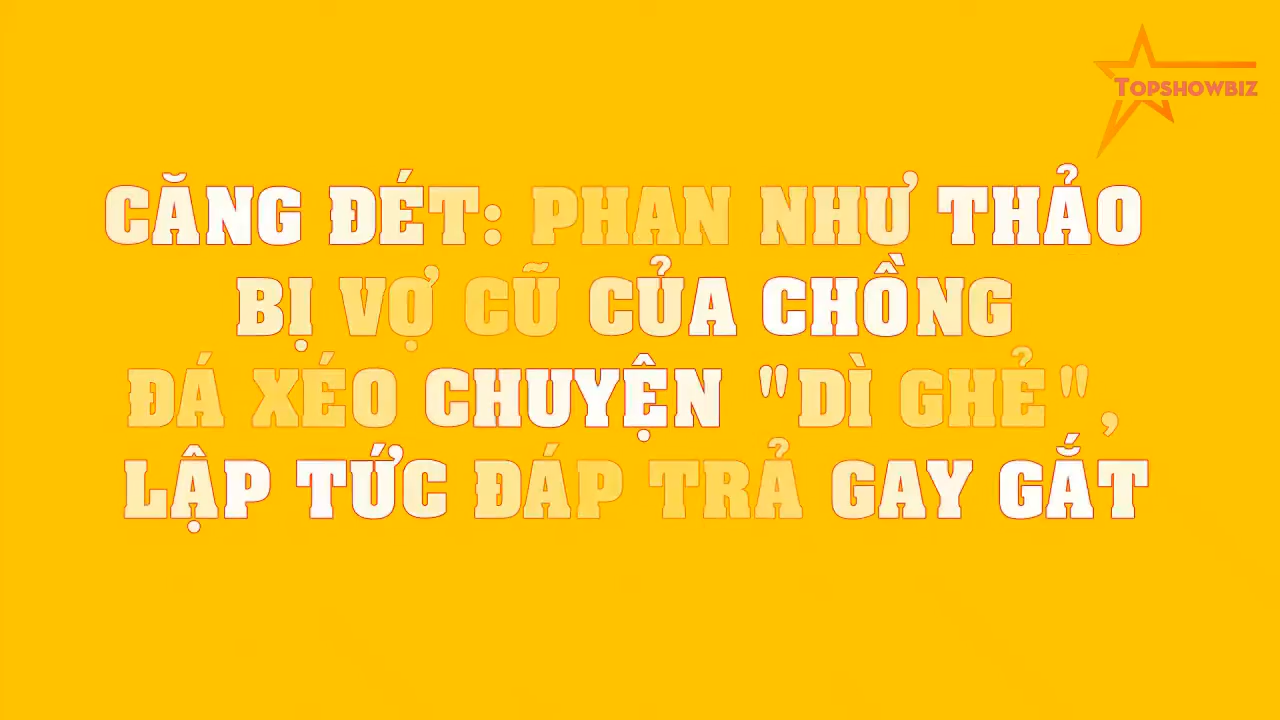 TOPSHOWBIZ
CĂNG ĐÉT: PHAN NHƯ THẢO
BỊ VỢ CŨ CỦA CHỒNG
ĐÁ XÉO CHUYỆN "DÌ GHẺ",
LẬP TỨC ĐÁP TRẢ GAY GẮT